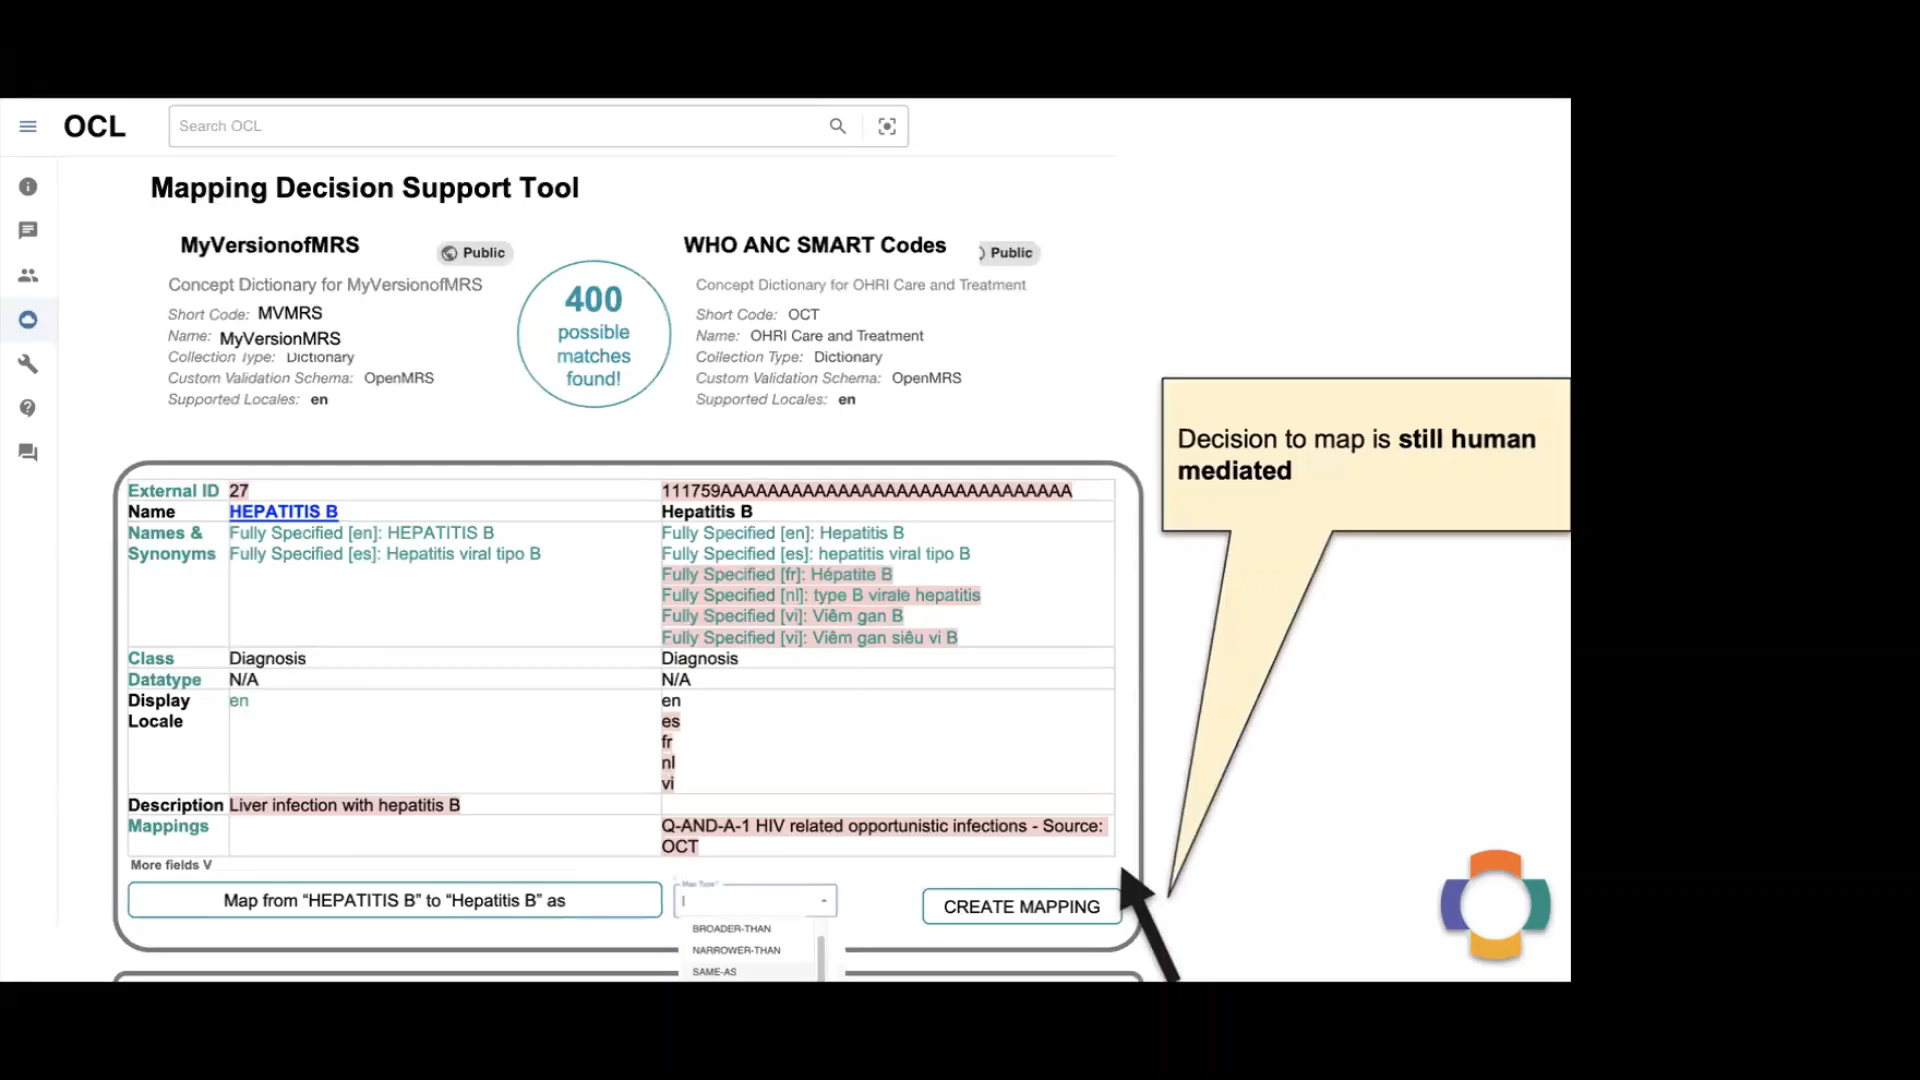 OCL
Search OCL
Mapping Decision Support Tool
MyVersionofMRS
Public
Concept Dictionary for MyVersionofMRS
Short Code: MVMRS
Name: MyVersionMRS
Collection Type: Dictionary
Custom Validation Schema: OpenMRS
Supported Locales: en
400
possible
matches
found!
WHO ANC SMART Codes
Public
Concept Dictionary for OHRI Care and Treatment
Short Code: OCT
Name: OHRI Care and Treatment
Collection Type: Dictionary
Custom Validation Schema: OpenMRS
Supported Locales: en
Decision to map is still human
mediated
External ID 27 111759AAAAAAAAAAAAAAAAAAAAAAAAAAAAAA
Name HEPATITIS B Hepatitis B
Names & Fully Specified [en]: HEPATITIS B Fully Specified [en]: Hepatitis B
Synonyms Fully Specified [es]: Hepatitis viral tipo B Fully Specified [es]: hepatitis viral tipo B
Fully Specified [fr]: Hépatite B
Fully Specified [nl]: type B virale hepatitis
Fully Specified [vi]: Viêm gan B
Fully Specified [vi]: Viêm gan siêu vi B
Class Diagnosis Diagnosis
Datatype N/A N/A
Display en en
Locale es
fr
nl
vi
Description Liver infection with hepatitis B
Mappings Q-AND-A-1 HIV related opportunistic infections - Source:
OCT
More fields V
Map from “HEPATITIS B” to “Hepatitis B” as
Map Type*
CREATE MAPPING
BROADER-THAN
NARROWER-THAN
SAME-AS